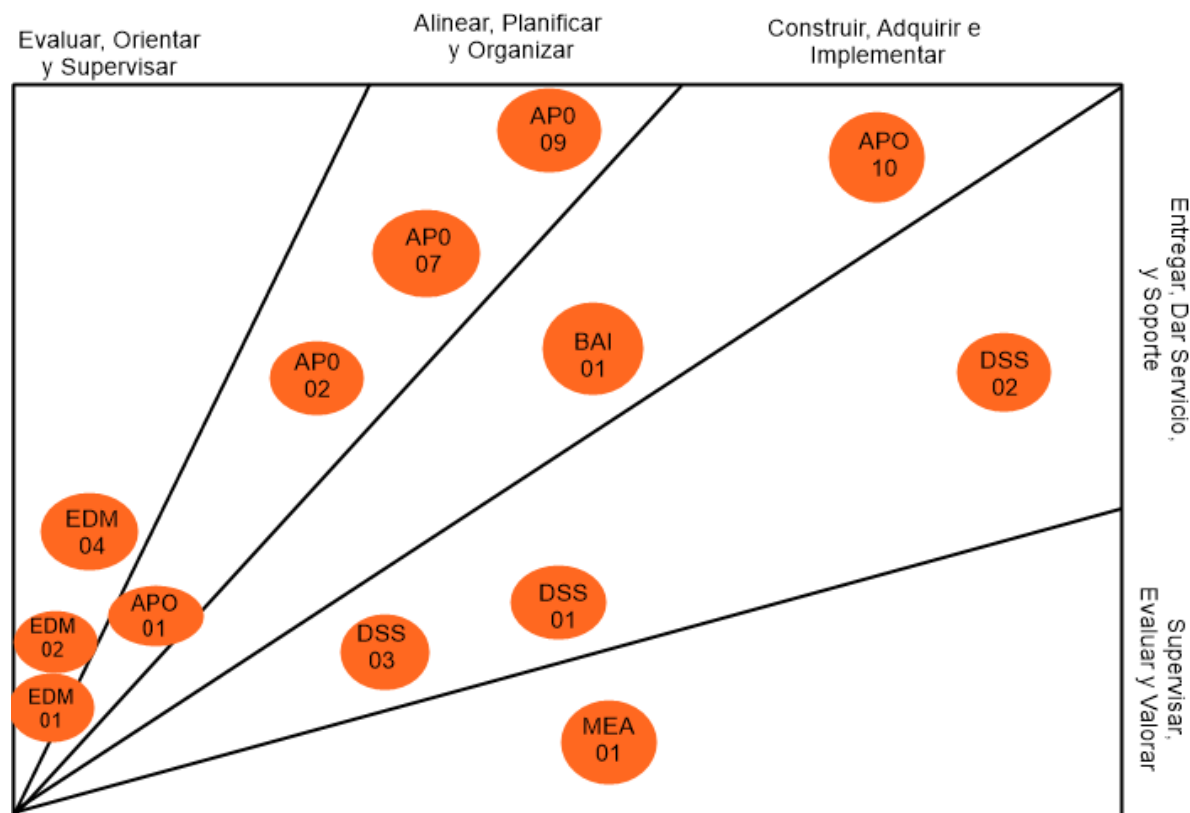 Evaluar, Orientar
y Supervisar
Alinear, Planificar
y Organizar
Construir, Adquirir e
Implementar
AP0
09
APO
10
AP0
07
BAI
01
AP0
02
DSS
02
EDM
04
APO
01
DSS
01
EDM
02
DSS
03
EDM
01
MEA
01
Entregar, Dar Servicio,
y Soporte
Supervisar,
Evaluar y Valorar